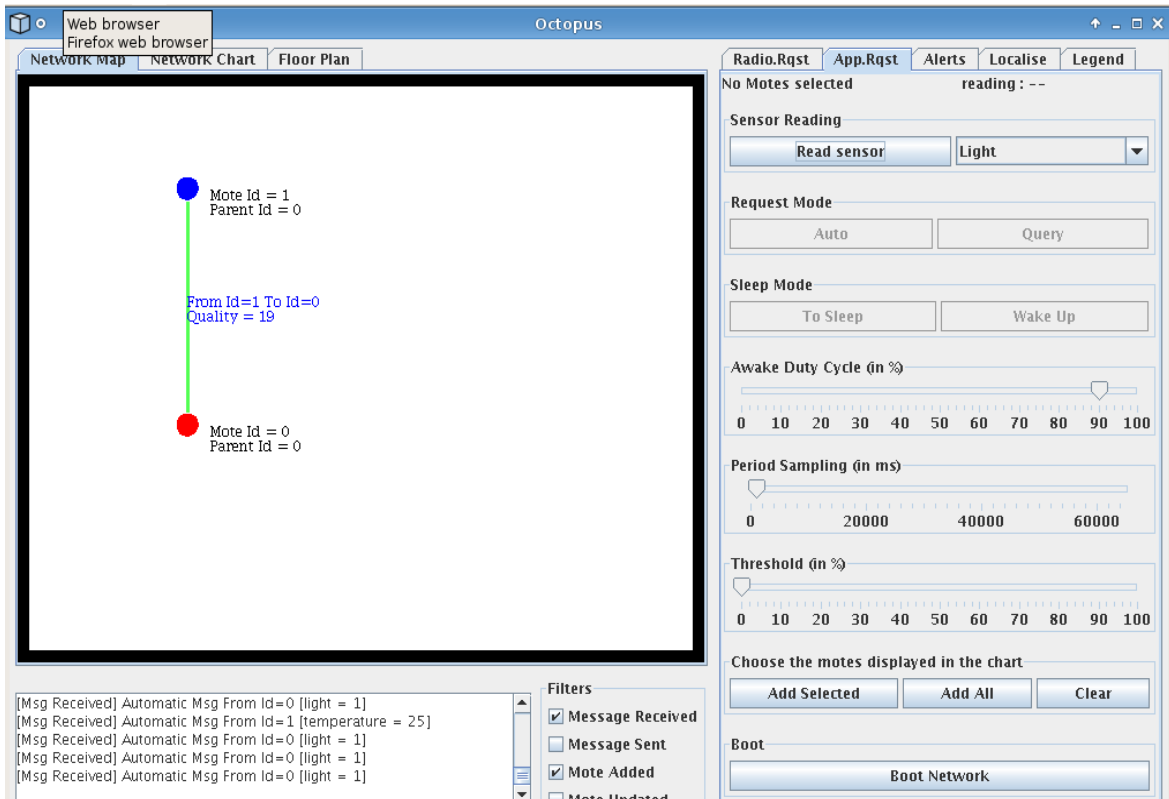 Web browser
Firefox web browser
Octopus
Network Map Network Chart Floor Plan
Mote Id = 1
Parent Id = 0
From Id=1 To Id=0
Quality = 19
Mote Id = 0
Parent Id = 0
[Msg Received] Automatic Msg From Id=0 [light = 1]
[Msg Received] Automatic Msg From Id=1 [temperature = 25]
[Msg Received] Automatic Msg From Id=0 [light = 1]
[Msg Received] Automatic Msg From Id=0 [light = 1]
[Msg Received] Automatic Msg From Id=0 [light = 1]
Filters
Message Received
Message Sent
Mote Added
Mote Updated
Radio.Rqst App.Rqst Alerts Localise Legend
No Motes selected reading : --
Sensor Reading
Read sensor Light
Request Mode
Auto Query
Sleep Mode
To Sleep Wake Up
Awake Duty Cycle (in %)
0 10 20 30 40 50 60 70 80 90 100
Period Sampling (in ms)
0 20000 40000 60000
Threshold (in %)
0 10 20 30 40 50 60 70 80 90 100
Choose the motes displayed in the chart
Add Selected Add All Clear
Boot
Boot Network